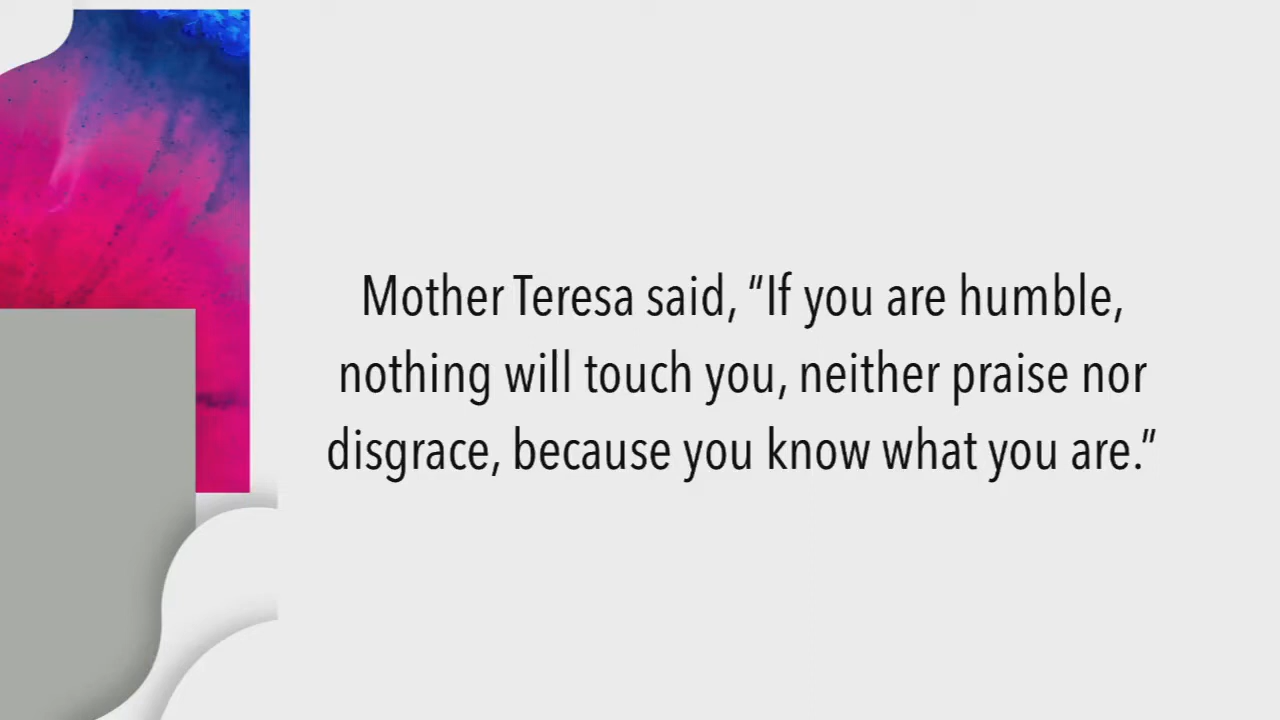 Mother Teresa said, “If you are humble,
nothing will touch you, neither praise nor
disgrace, because you know what you are.”